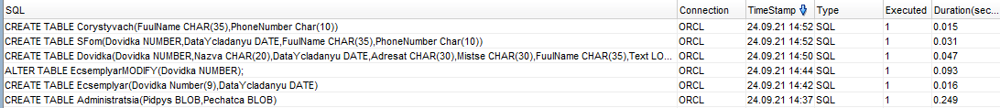 SQL Connection TimeStamp Type Executed Duration(sec...
CREATE TABLE Corystyvach(FuulName CHAR(35),PhoneNumber Char(10)) ORCL 24.09.21 14:52 SQL 1 0.015
CREATE TABLE SFom(Dovidka NUMBER,DataYcladanyu DATE,FuulName CHAR(35),PhoneNumber Char(10)) ORCL 24.09.21 14:52 SQL 1 0.031
CREATE TABLE Dovidka(Dovidka NUMBER,Nazva CHAR(20),DataYcladanyu DATE,Adresat CHAR(30),Mistse CHAR(30),FuulName CHAR(35),Text LO... ORCL 24.09.21 14:50 SQL 1 0.047
ALTER TABLE EcsemplyarMODIFY(Dovidka NUMBER); ORCL 24.09.21 14:44 SQL 1 0.093
CREATE TABLE Ecsemplyar(Dovidka Number(9),DataYcladanyu DATE) ORCL 24.09.21 14:42 SQL 1 0.016
CREATE TABLE Administratsia(Pidpys BLOB,Pechatca BLOB) ORCL 24.09.21 14:37 SQL 1 0.249